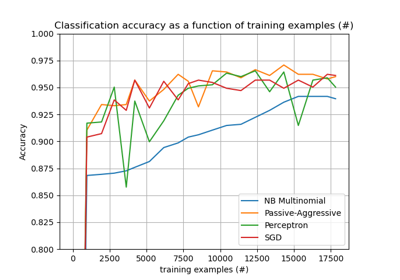 Classification accuracy as a function of training examples (#)
1.000
0.975
0.950
0.925
0.900
0.875
0.850
0.825
0.800
Accuracy
NB Multinomial
Passive-Aggressive
Perceptron
SGD
0 2500 5000 7500 10000 12500 15000 17500
training examples (#)